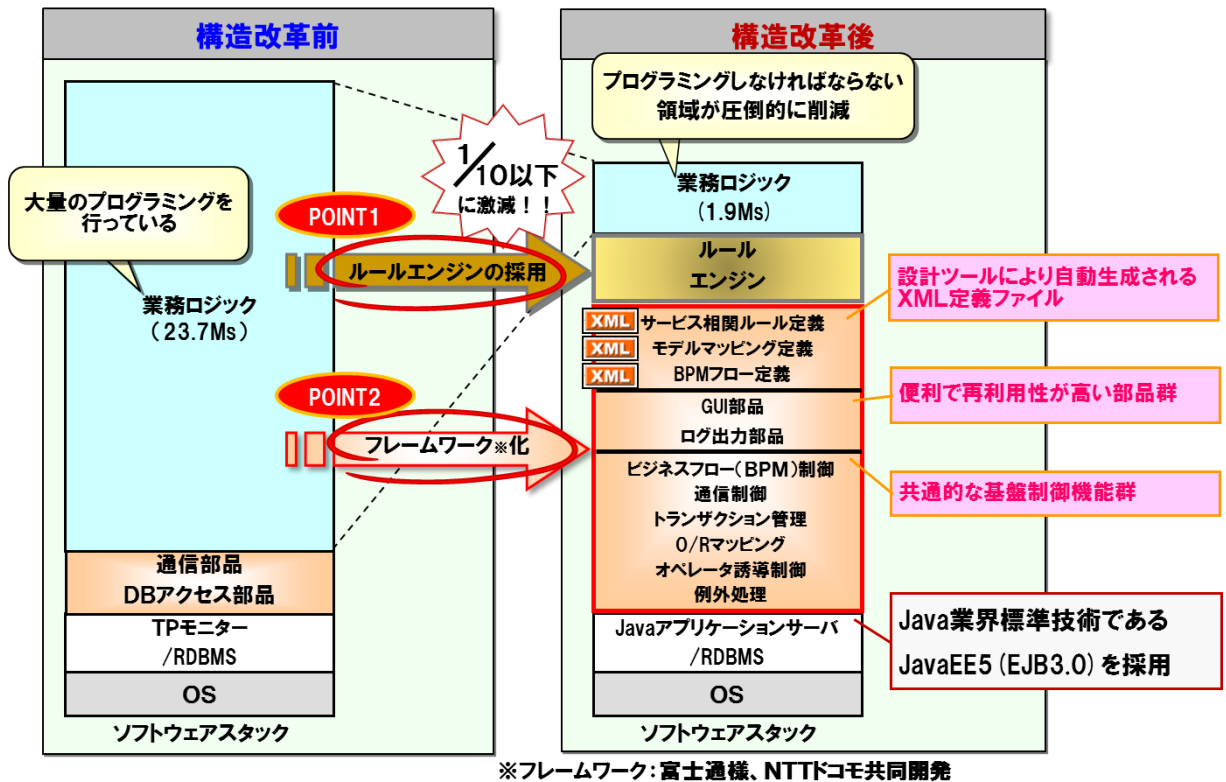 構造改革前
大量のプログラミングを
行っている
業務ロジック
(23.7Ms)
通信部品
DBアクセス部品
TPモニター
/RDBMS
OS
ソフトウェアスタック
POINT1
ルールエンジンの採用
POINT2
フレームワーク※化
1/10以下
に激減!!
構造改革後
プログラミングしなければならない
領域が圧倒的に削減
業務ロジック
(1.9Ms)
ルール
エンジン
XML サービス相関ルール定義
XML モデルマッピング定義
XML BPMフロー定義
GUI部品
ログ出力部品
ビジネスフロー(BPM)制御
通信制御
トランザクション管理
O/Rマッピング
オペレータ誘導制御
例外処理
Javaアプリケーションサーバ
/RDBMS
OS
ソフトウェアスタック
設計ツールにより自動生成される
XML定義ファイル
便利で再利用性が高い部品群
共通的な基盤制御機能群
Java業界標準技術である
JavaEE5(EJB3.0)を採用
※フレームワーク:富士通様、NTTドコモ共同開発